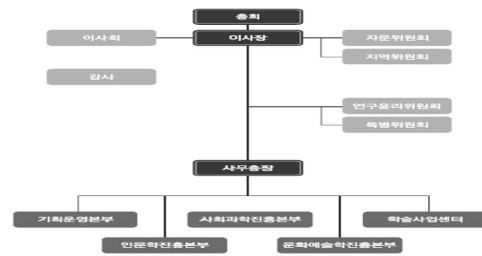 총회
이사회
이사장
자문위원회
지역위원회
감사
연구윤리위원회
특별위원회
사무총장
기획운영본부
사회과학진흥본부
학술사업센터
인문학진흥본부
문화예술학진흥본부